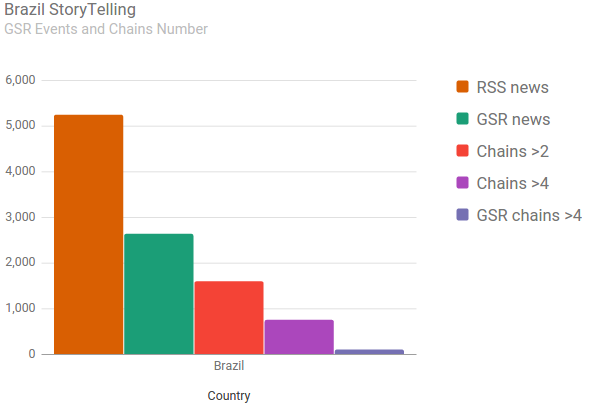 Brazil StoryTelling
GSR Events and Chains Number
6,000
5,000
4,000
3,000
2,000
1,000
0
Brazil
Country
RSS news
GSR news
Chains >2
Chains >4
GSR chains >4